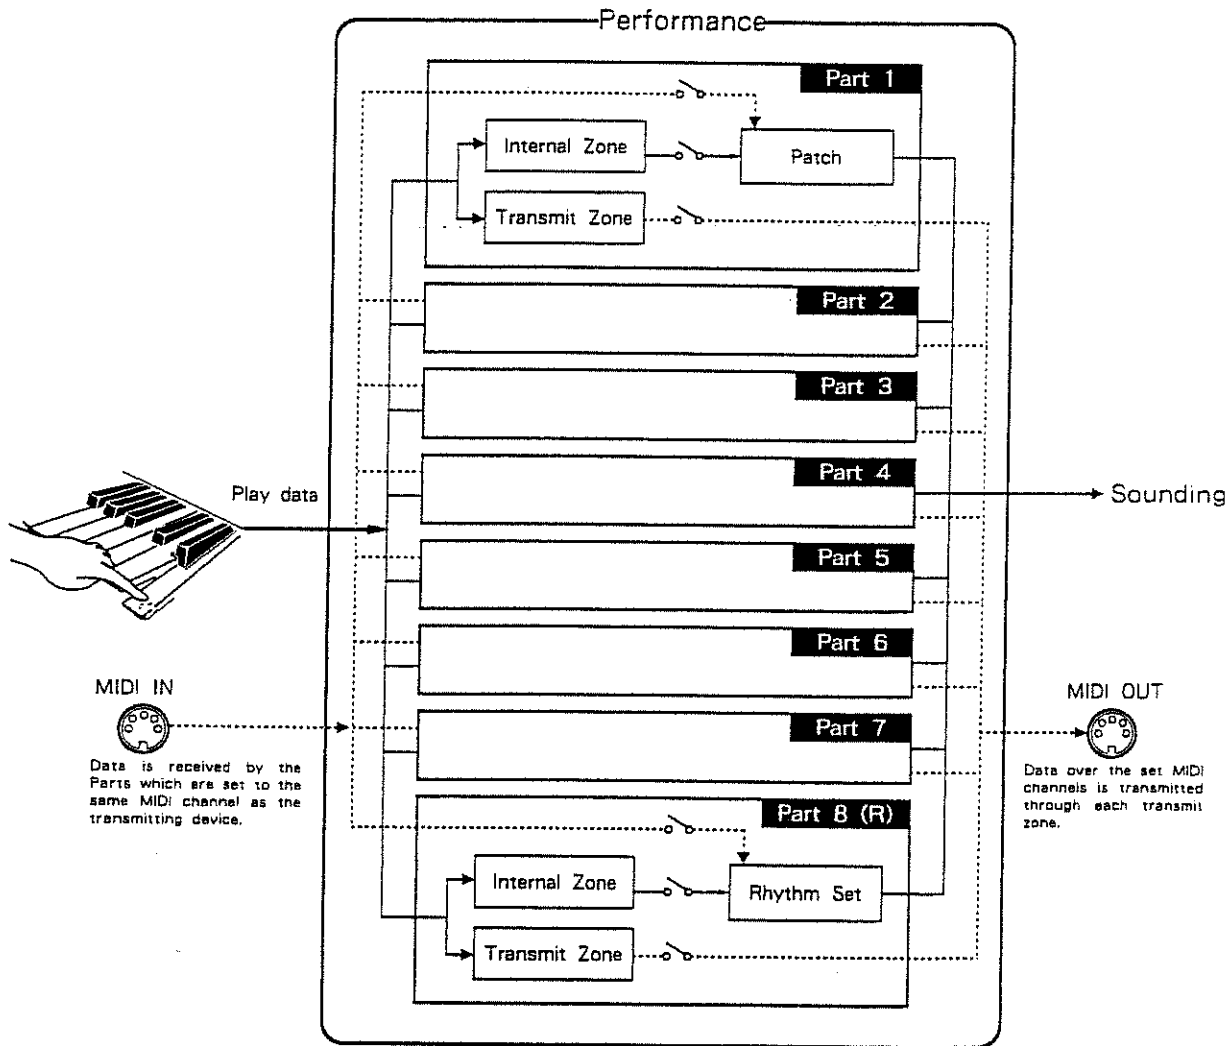 Performance
Part 1
Internal Zone
Patch
Transmit Zone
Part 2
Part 3
Part 4
Play data
Sounding
Part 5
Part 6
MIDI IN
MIDI OUT
Part 7
Data is received by the
Parts which are set to the
same MIDI channel as the
transmitting device.
Data over the set MIDI
channels is transmitted
through each transmit
zone.
Part 8 (R)
Internal Zone
Rhythm Set
Transmit Zone